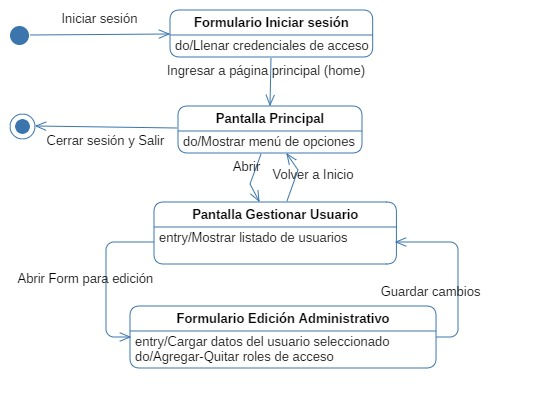 Iniciar sesión
Formulario Iniciar sesión
do/Llenar credenciales de acceso
Ingresar a página principal (home)
Pantalla Principal
do/Mostrar menú de opciones
Cerrar sesión y Salir
Abrir
Volver a Inicio
Pantalla Gestionar Usuario
entry/Mostrar listado de usuarios
Abrir Form para edición
Guardar cambios
Formulario Edición Administrativo
entry/Cargar datos del usuario seleccionado
do/Agregar-Quitar roles de acceso